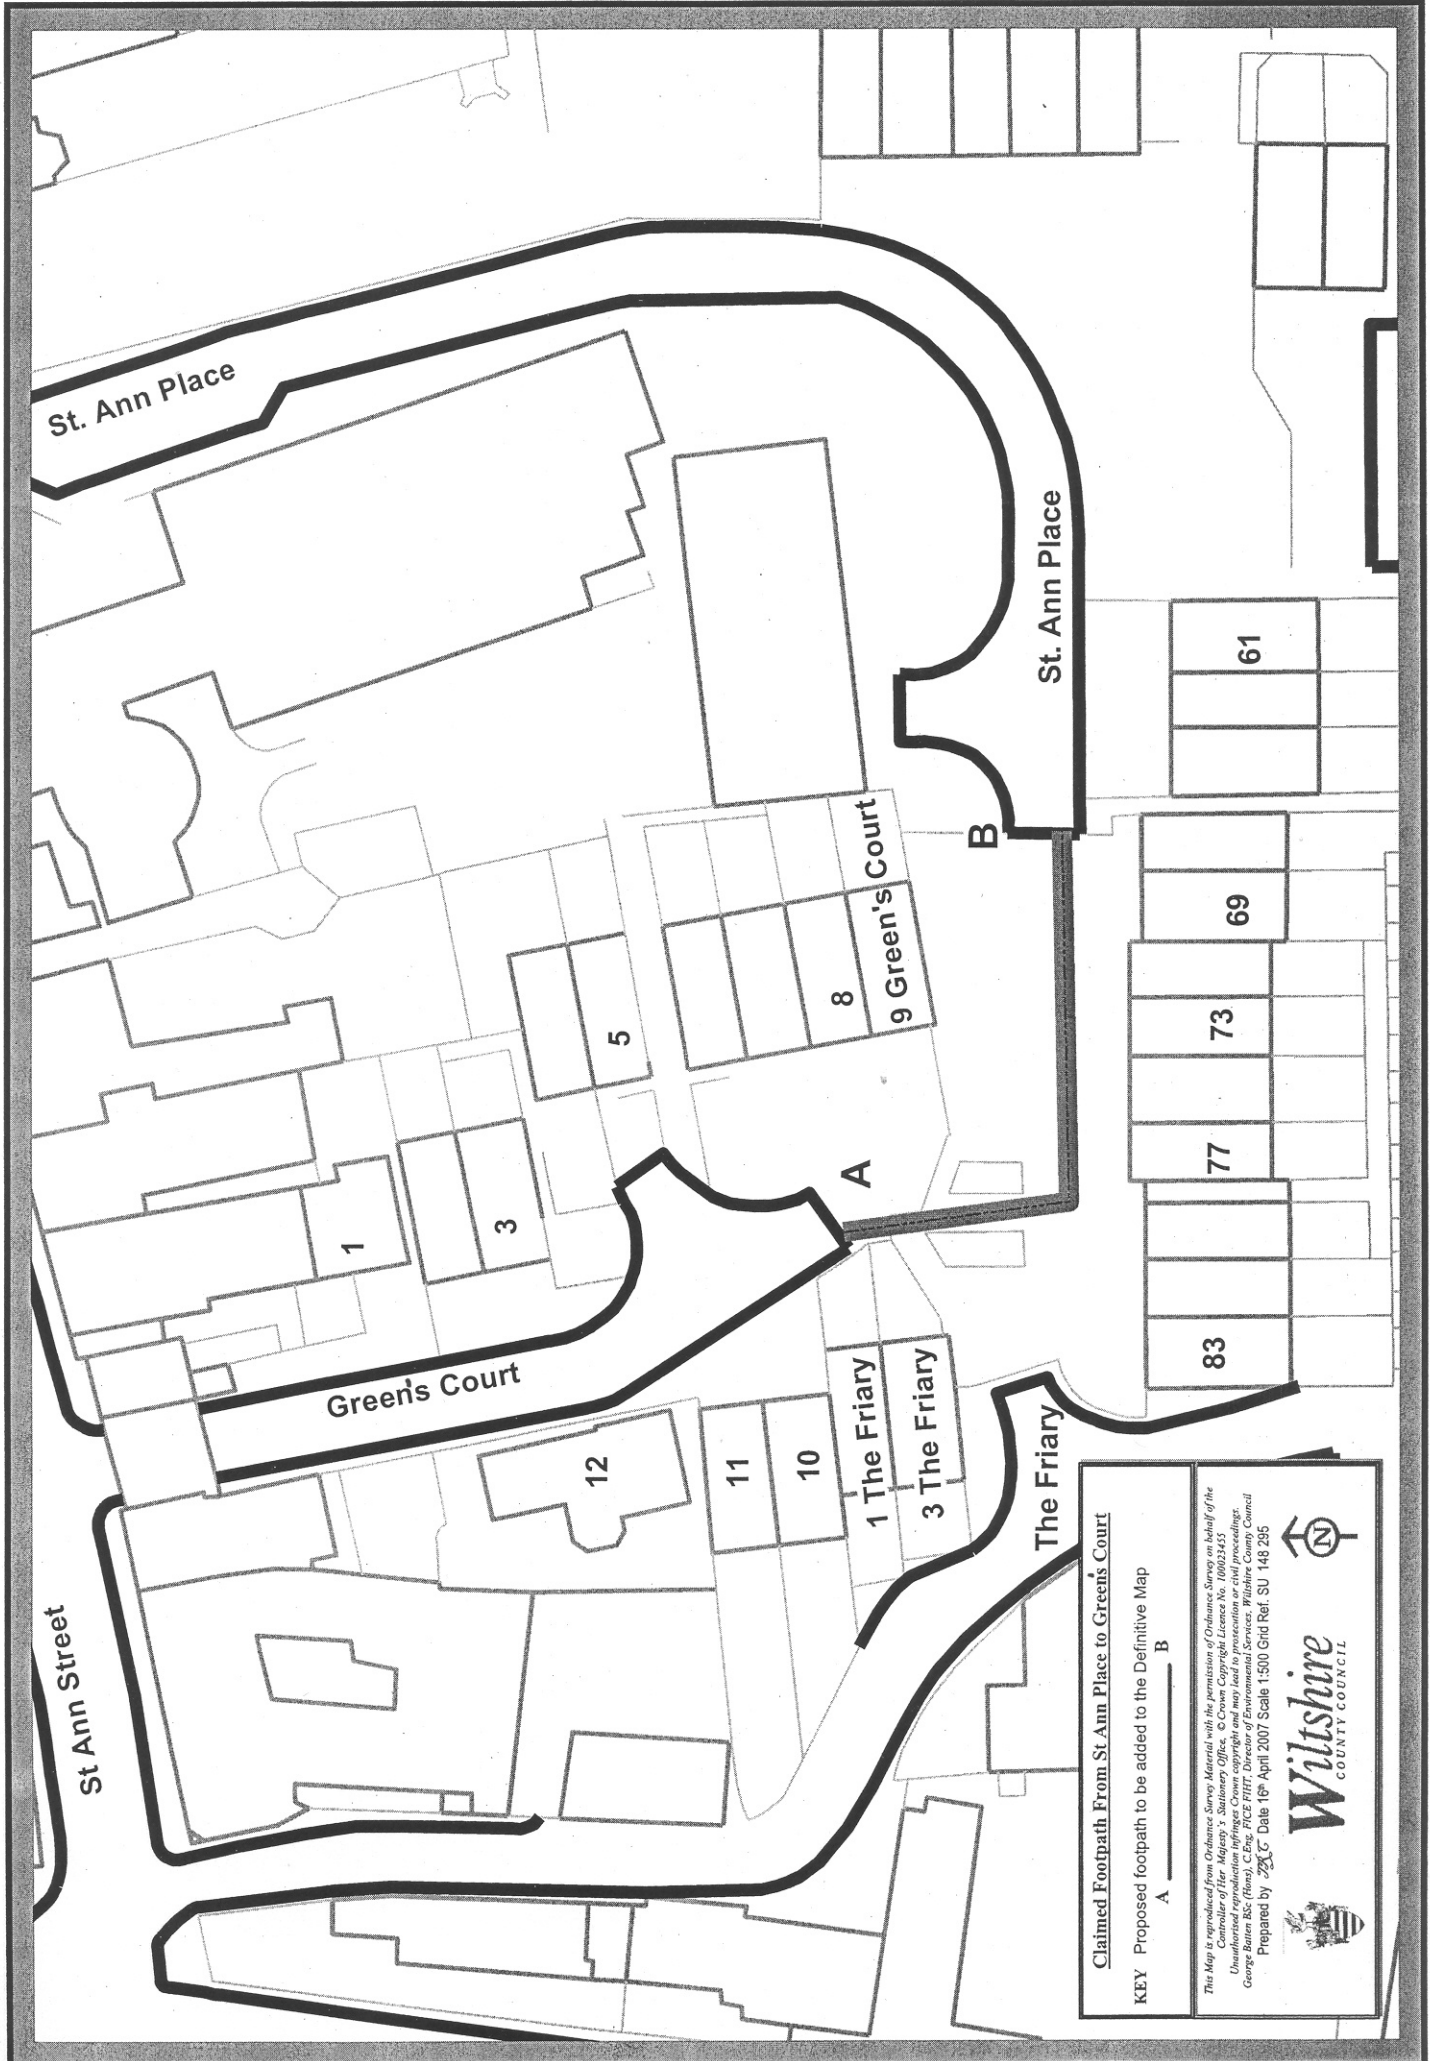 St. Ann Place
St. Ann Place
B
61
69
73
77
83
9 Green's Court
8
5
A
3
1
Green's Court
12
11
10
1 The Friary
3 The Friary
The Friary
St Ann Street
Claimed Footpath From St Ann Place to Green's Court
KEY Proposed footpath to be added to the Definitive Map
A B
This Map is reproduced from Ordnance Survey Material with the permission of Ordnance Survey on behalf of the
Controller of Her Majesty's Stationery Office, © Crown Copyright Licence No. 100023455
Unauthorised reproduction infringes Crown copyright and may lead to prosecution or civil proceedings.
George Batten BSc (Hons), C.Eng, FICE FIHT, Director of Environmental Services, Wiltshire County Council
Prepared by Date 16th April 2007 Scale 1:500 Grid Ref. SU 148 295
Wiltshire
COUNTY COUNCIL
N